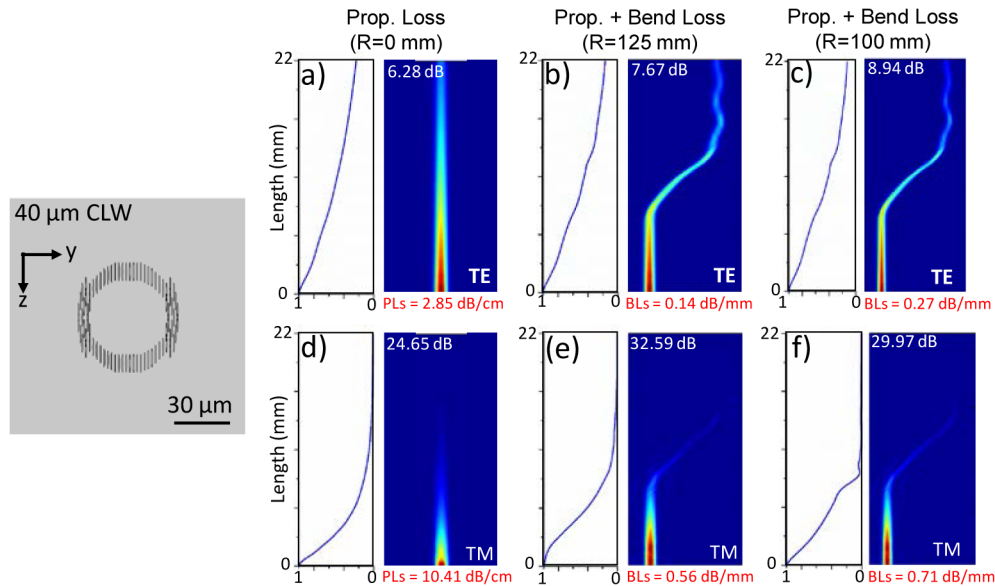 Prop. Loss
(R=0 mm)
Prop. + Bend Loss
(R=125 mm)
Prop. + Bend Loss
(R=100 mm)
22
a)
6.28 dB
Length (mm)
TE
0
1
0
PLs = 2.85 dB/cm
22
b)
7.67 dB
Length (mm)
TE
0
1
0
BLs = 0.14 dB/mm
22
c)
8.94 dB
Length (mm)
TE
0
1
0
BLs = 0.27 dB/mm
40 µm CLW
y
z
30 µm
22
d)
24.65 dB
Length (mm)
TM
0
1
0
PLs = 10.41 dB/cm
22
(e)
32.59 dB
TM
0
1
0
BLs = 0.56 dB/mm
22
f)
29.97 dB
TM
0
1
0
BLs = 0.71 dB/mm